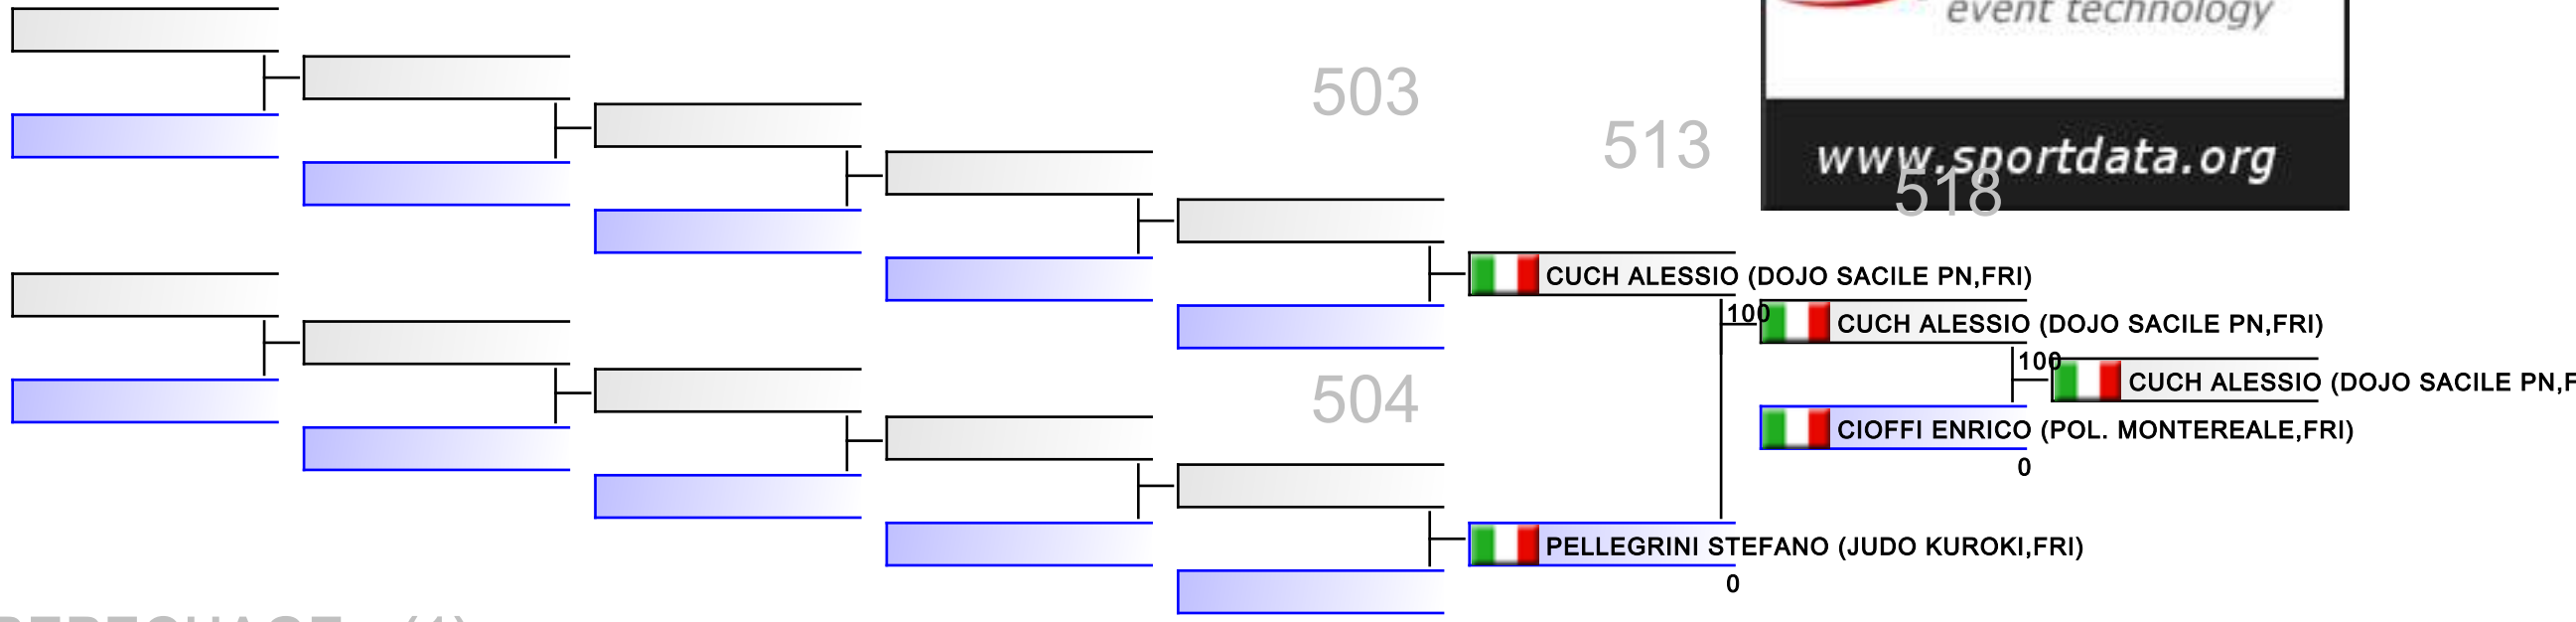 event technology
503
513
www.sportdata.org
518
CUCH ALESSIO (DOJO SACILE PN,FRI)
100
CUCH ALESSIO (DOJO SACILE PN,FRI)
100
CUCH ALESSIO (DOJO SACILE PN,F
504
CIOFFI ENRICO (POL. MONTEREALE,FRI)
0
PELLEGRINI STEFANO (JUDO KUROKI,FRI)
0